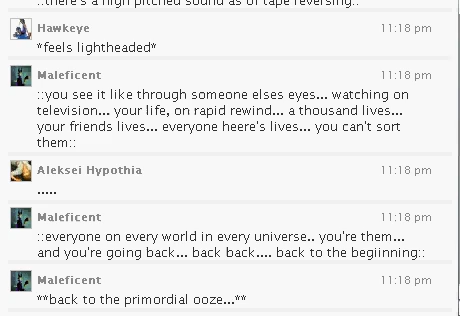 ::there's a high pitched sound as of tape reversing::
Hawkeye 11:18 pm
*feels lightheaded*
Maleficent 11:18 pm
::you see it like through someone elses eyes... watching on
television... your life, on rapid rewind... a thousand lives...
your friends lives... everyone heere's lives... you can't sort
them::
Aleksei Hypothia 11:18 pm
.....
Maleficent 11:18 pm
::everyone on every world in every universe.. you're them...
and you're going back... back back.... back to the begiinning::
Maleficent 11:18 pm
**back to the primordial ooze...**